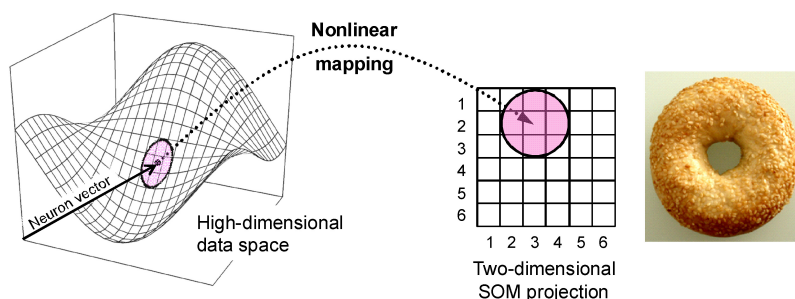 Nonlinear
mapping
Neuron vector
High-dimensional
data space
1
2
3
4
5
6
1 2 3 4 5 6
Two-dimensional
SOM projection